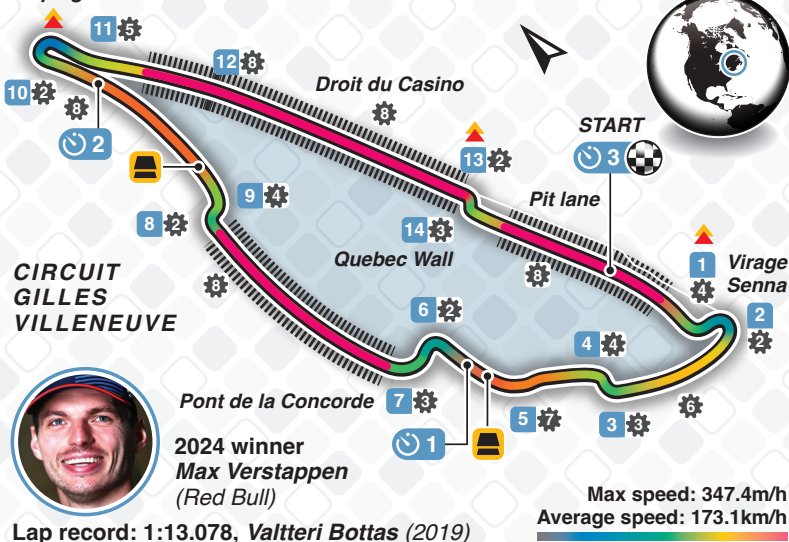 11 5
12 8
Droit du Casino
8
10 2
8
2
START
3
13 2
Pit lane
9 4
8 2
14 3
Quebec Wall
8
1
4
Virage
Senna
CIRCUIT
GILLES
VILLENEUVE
8
6 2
2
2
4 4
Pont de la Concorde
7 3
1
5 7
3 3
6
2024 winner
Max Verstappen
(Red Bull)
Max speed: 347.4m/h
Average speed: 173.1km/h
Lap record: 1:13.078, Valtteri Bottas (2019)